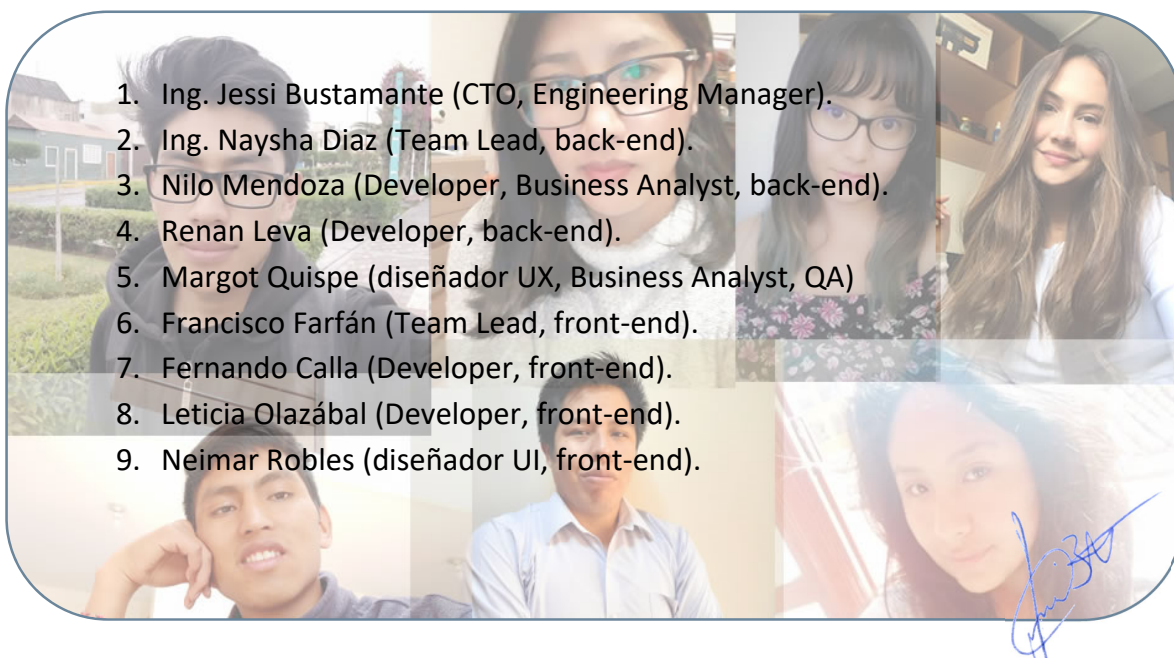 1. Ing. Jessi Bustamante (CTO, Engineering Manager).
2. Ing. Naysha Diaz (Team Lead, back-end).
3. Nilo Mendoza (Developer, Business Analyst, back-end).
4. Renan Leva (Developer, back-end).
5. Margot Quispe (diseñador UX, Business Analyst, QA)
6. Francisco Farfán (Team Lead, front-end).
7. Fernando Calla (Developer, front-end).
8. Leticia Olazábal (Developer, front-end).
9. Neimar Robles (diseñador UI, front-end).